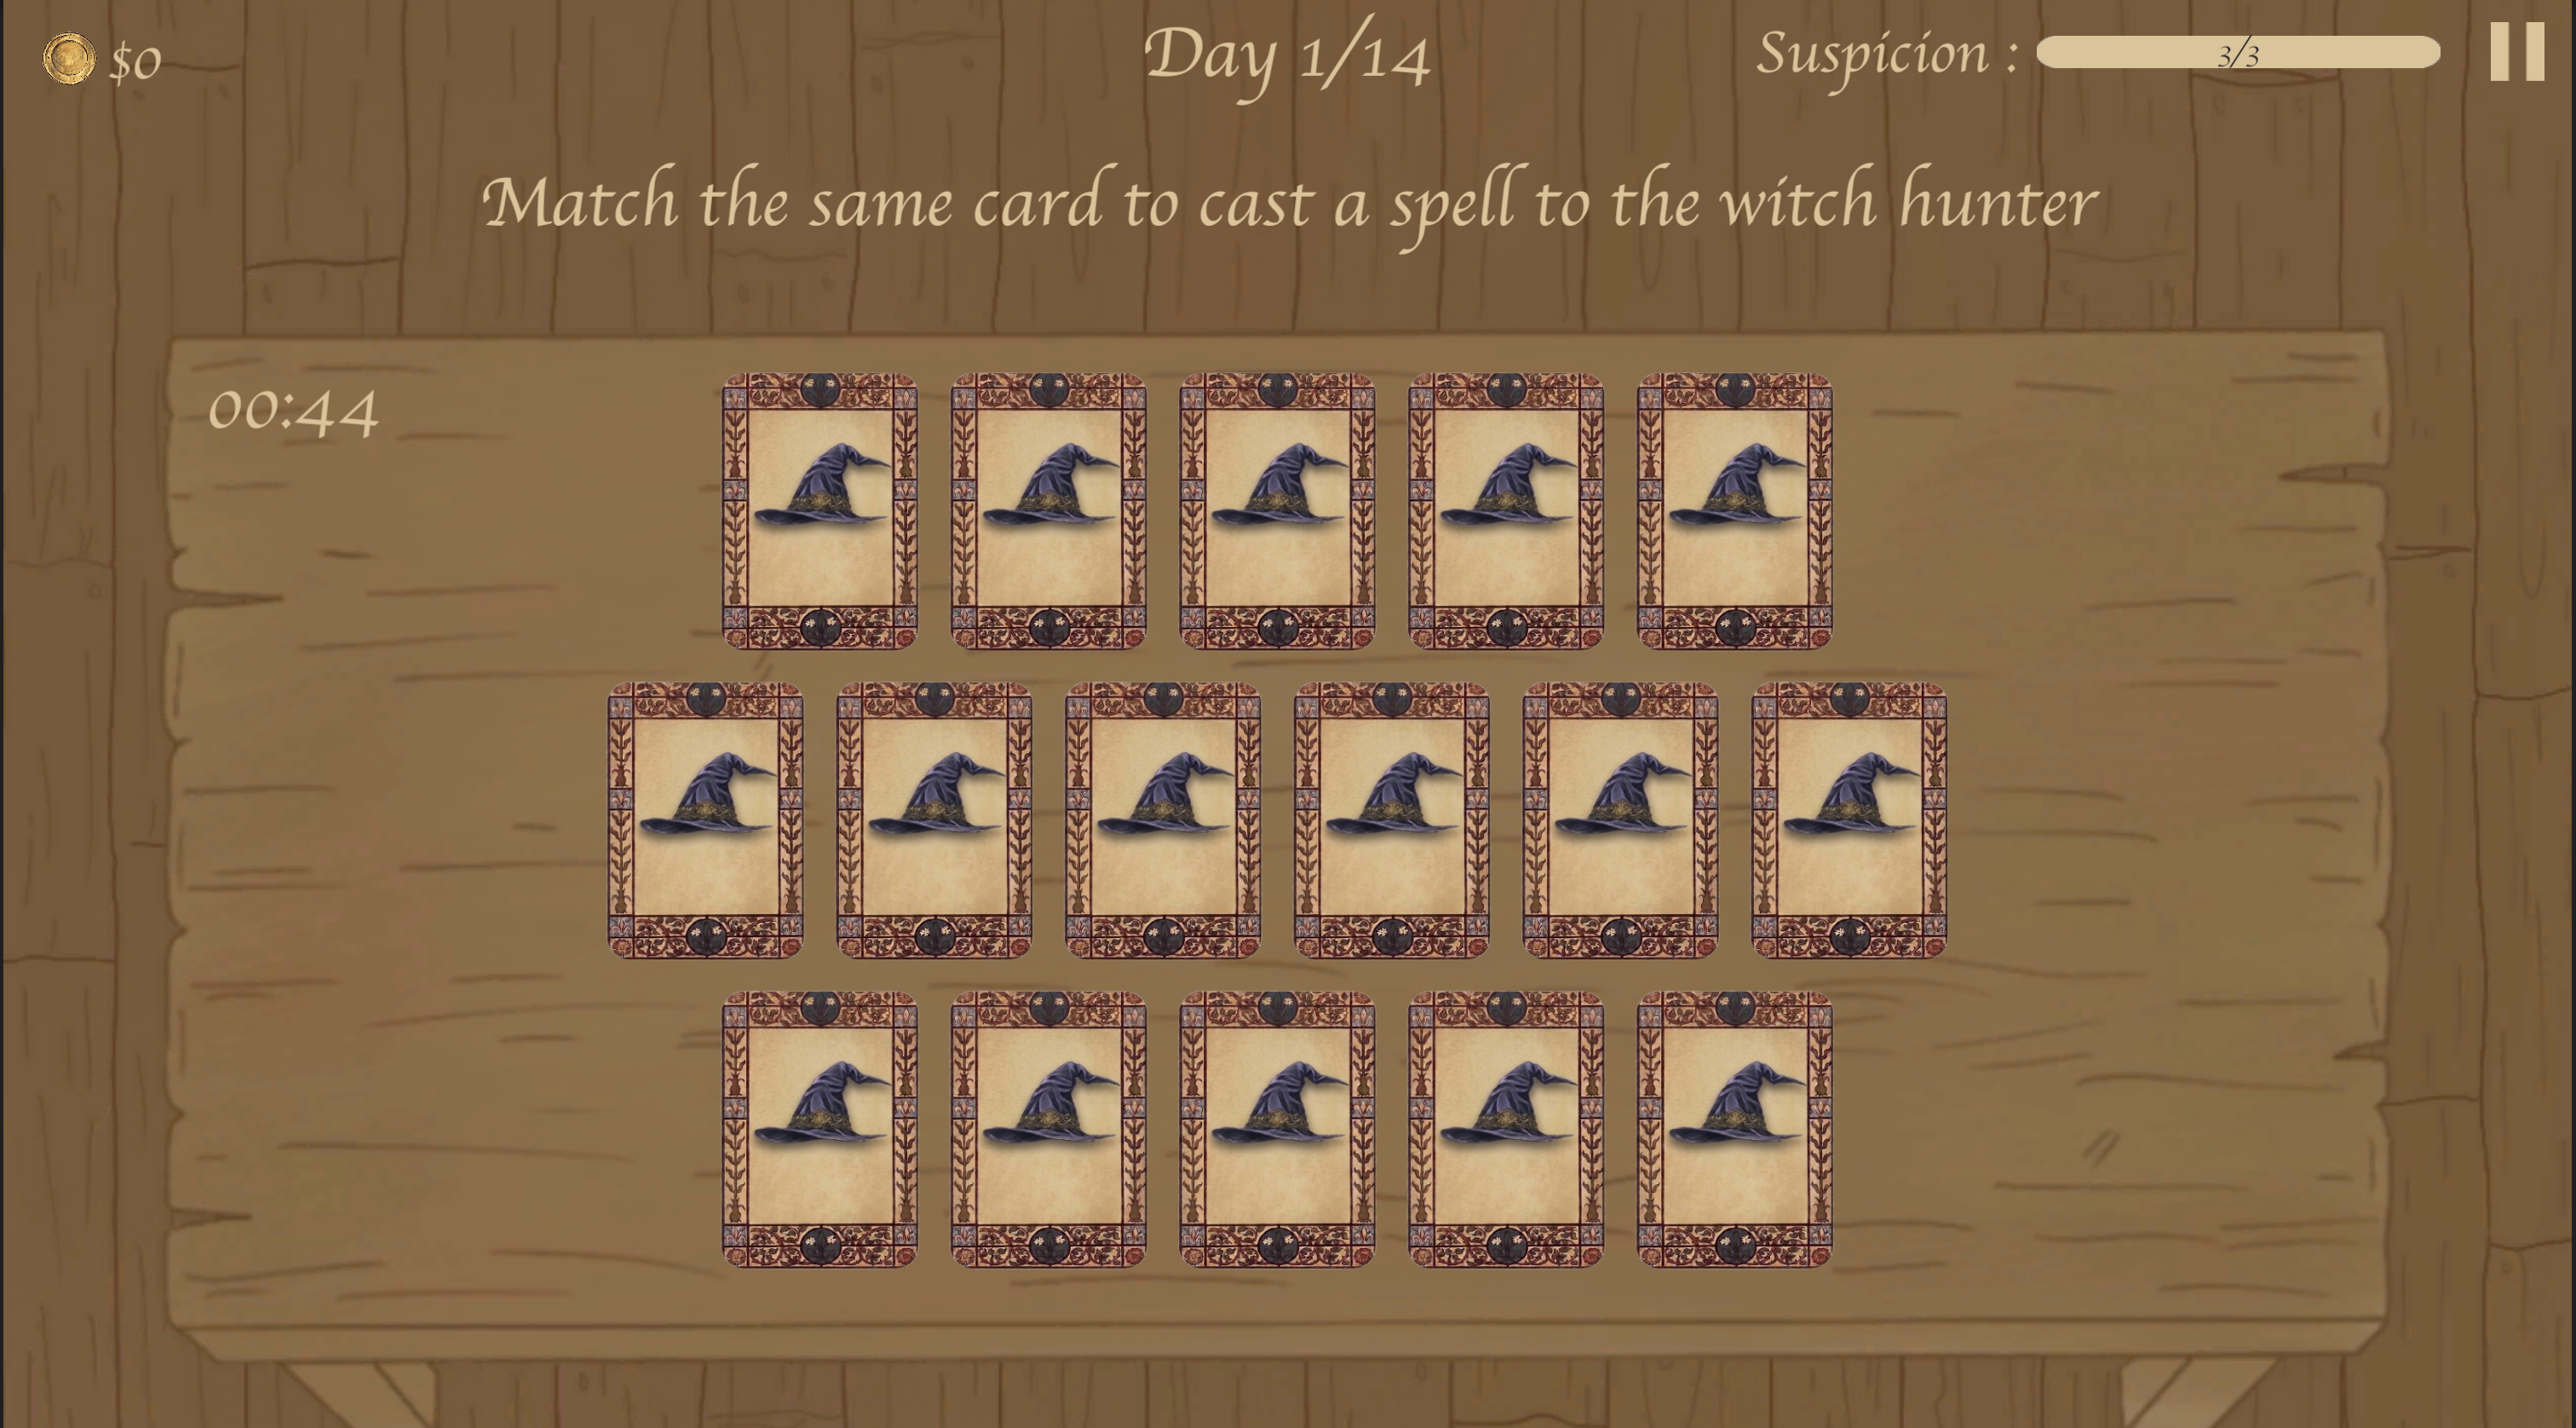 $0
Day 1/14
Suspicion : 3/3
Match the same card to cast a spell to the witch hunter
00:44